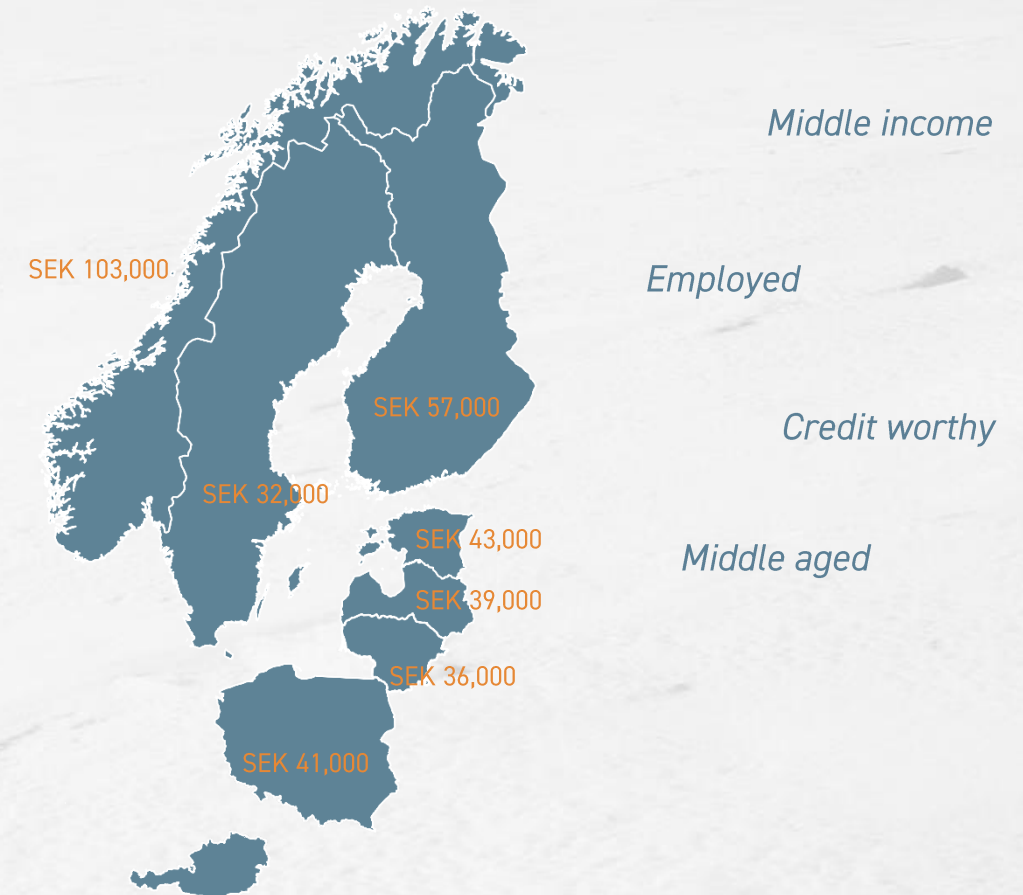 Middle income
SEK 103,000
Employed
SEK 57,000
Credit worthy
SEK 32,000
SEK 43,000
Middle aged
SEK 39,000
SEK 36,000
SEK 41,000